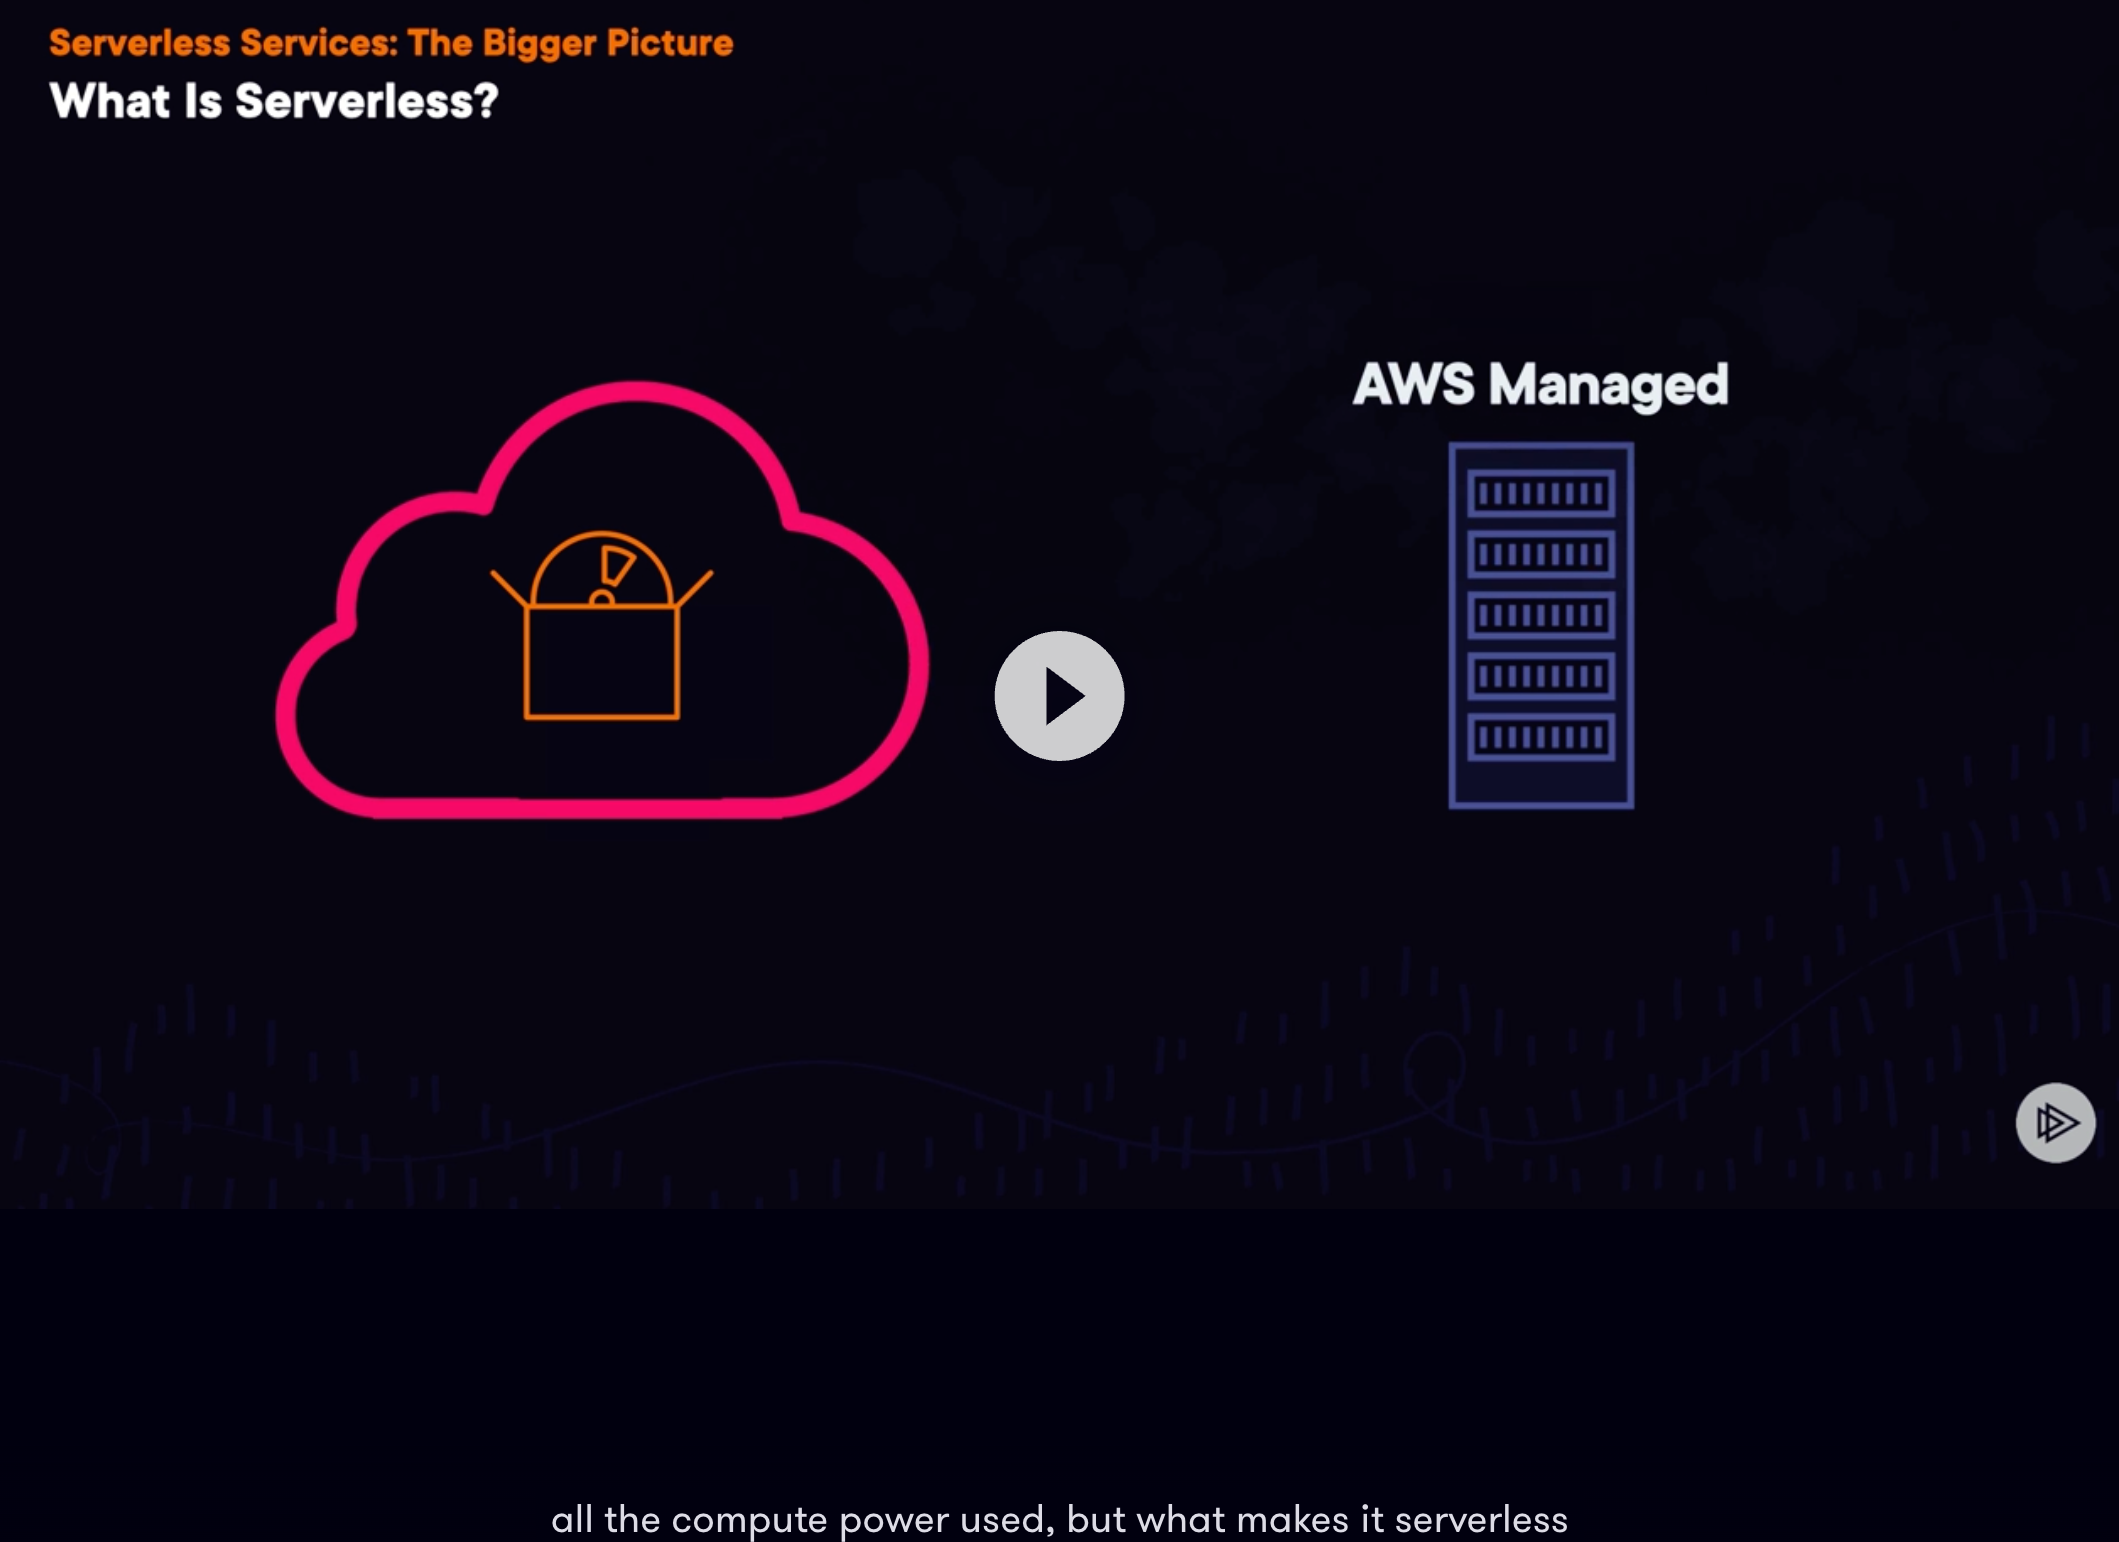 Serverless Services: The Bigger Picture
What Is Serverless?
AWS Managed
all the compute power used, but what makes it serverless